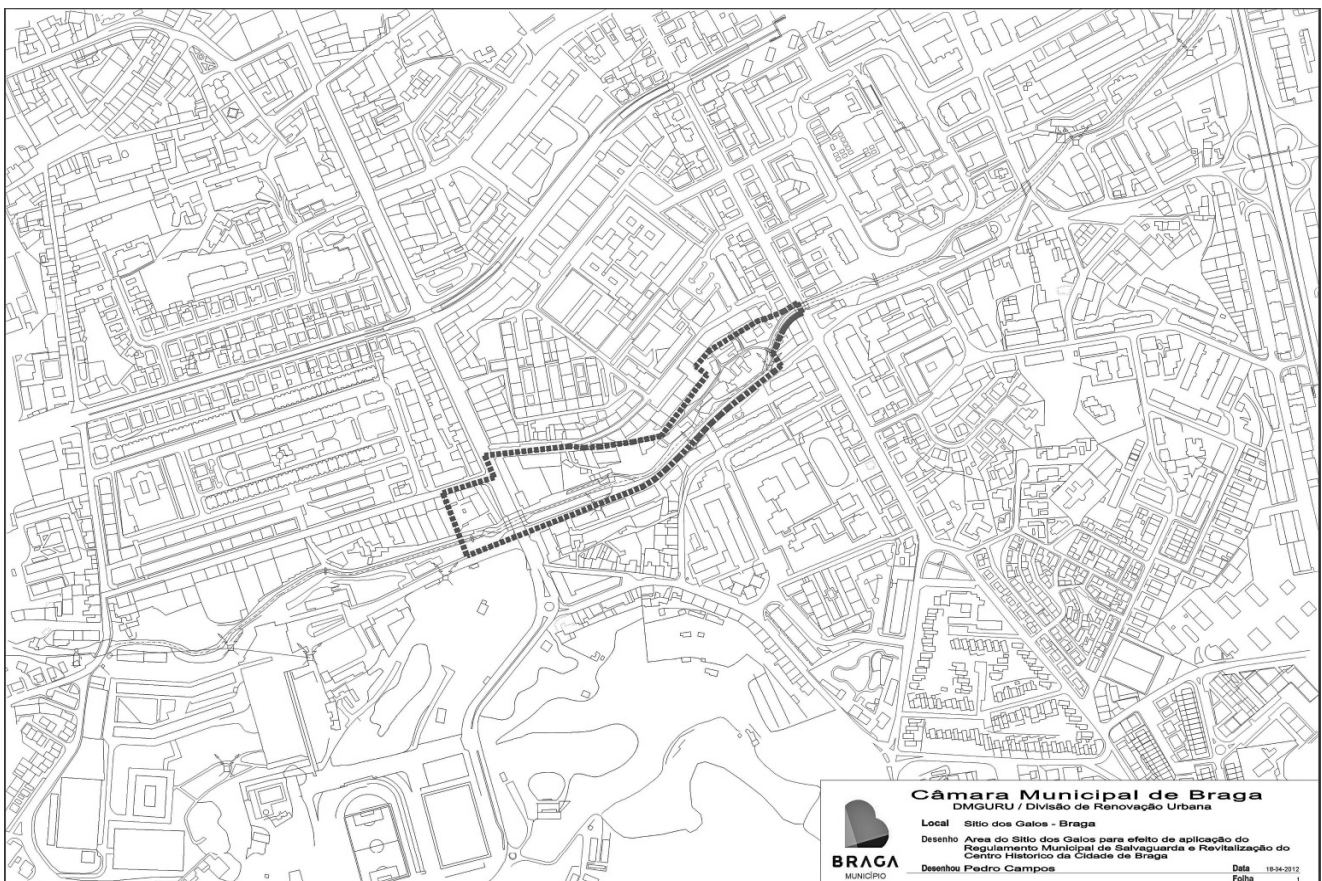 Câmara Municipal de Braga
DMGURU / Divisão de Renovação Urbana
Local Sitio dos Galos - Braga
Desenho Area do Sitio dos Galos para efeito de aplicação do
Regulamento Municipal de Salvaguarda e Revitalização do
Centro Historico da Cidade de Braga
Desenhou Pedro Campos
Data 18-04-2012
Folha 1
BRAGA
MUNICÍPIO